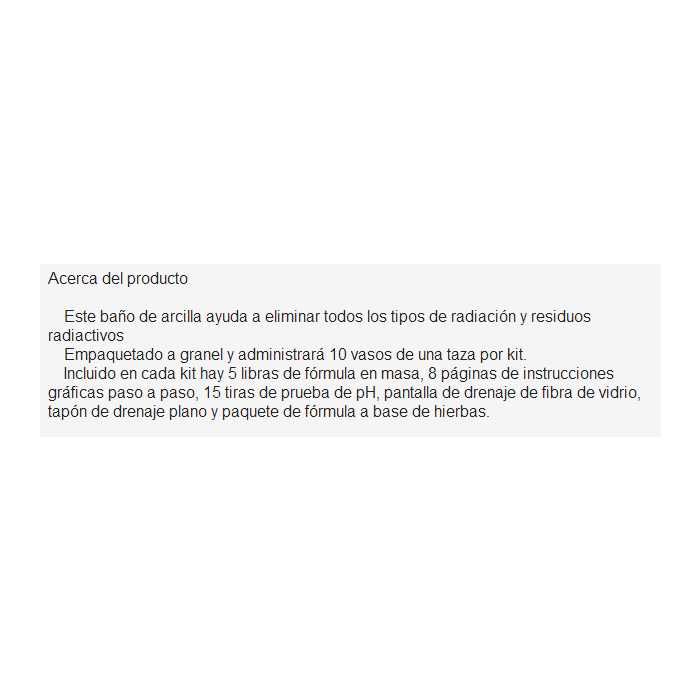 Acerca del producto
Este baño de arcilla ayuda a eliminar todos los tipos de radiación y residuos
radiactivos
Empaquetado a granel y administrará 10 vasos de una taza por kit.
Incluido en cada kit hay 5 libras de fórmula en masa, 8 páginas de instrucciones
gráficas paso a paso, 15 tiras de prueba de pH, pantalla de drenaje de fibra de vidrio,
tapón de drenaje plano y paquete de fórmula a base de hierbas.